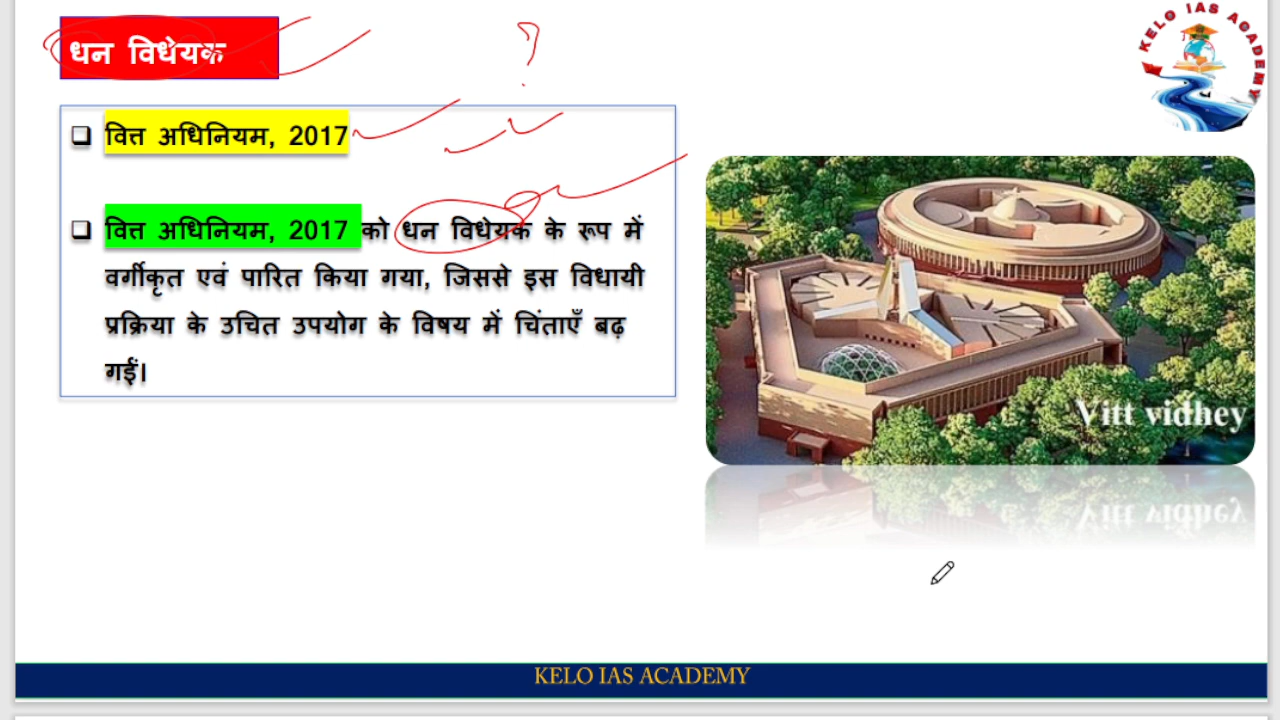 धन विधेयक
KELO IAS ACADEMY
वित्त अधिनियम, 2017
वित्त अधिनियम, 2017 को धन विधेयक के रूप में
वर्गीकृत एवं पारित किया गया, जिससे इस विधायी
प्रक्रिया के उचित उपयोग के विषय में चिंताएँ बढ़
गईं।
Vitt vidhey
KELO IAS ACADEMY